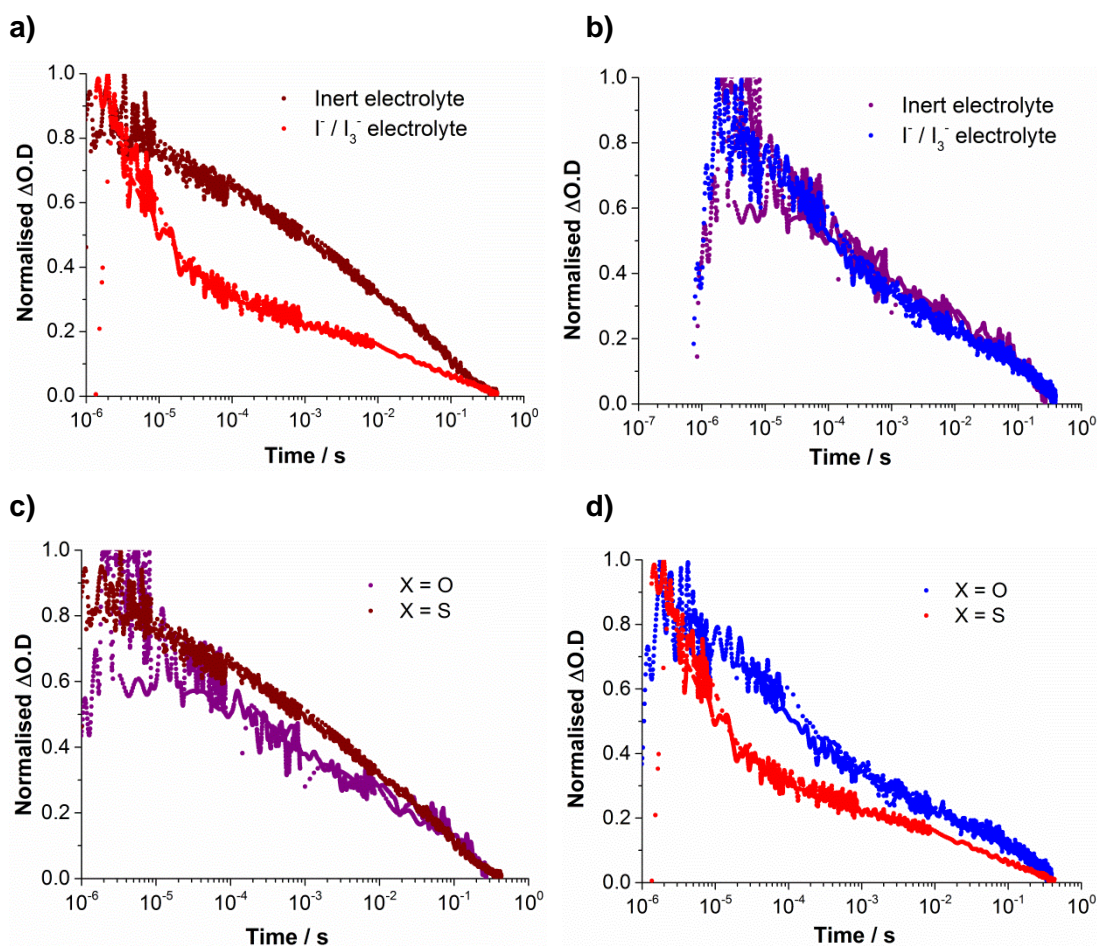 a)
1.0
0.8
0.6
0.4
0.2
0.0
Normalised ΔO.D
Inert electrolyte
I⁻ / I₃⁻ electrolyte
10⁻⁶ 10⁻⁵ 10⁻⁴ 10⁻³ 10⁻² 10⁻¹ 10⁰
Time / s
b)
1.0
0.8
0.6
0.4
0.2
0.0
Normalised ΔO.D
Inert electrolyte
I⁻ / I₃⁻ electrolyte
10⁻⁷ 10⁻⁶ 10⁻⁵ 10⁻⁴ 10⁻³ 10⁻² 10⁻¹ 10⁰
Time / s
c)
1.0
0.8
0.6
0.4
0.2
0.0
Normalised ΔO.D
X = O
X = S
10⁻⁶ 10⁻⁵ 10⁻⁴ 10⁻³ 10⁻² 10⁻¹ 10⁰
Time / s
d)
1.0
0.8
0.6
0.4
0.2
0.0
Normalised ΔO.D
X = O
X = S
10⁻⁶ 10⁻⁵ 10⁻⁴ 10⁻³ 10⁻² 10⁻¹ 10⁰
Time / s